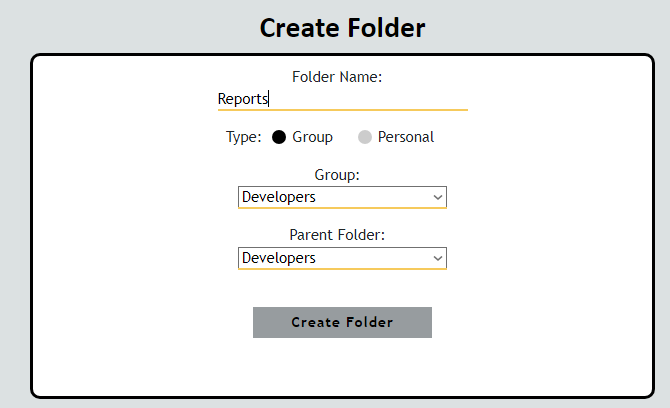 Create Folder
Folder Name:
Reports
Type: Group Personal
Group:
Developers
Parent Folder:
Developers
Create Folder